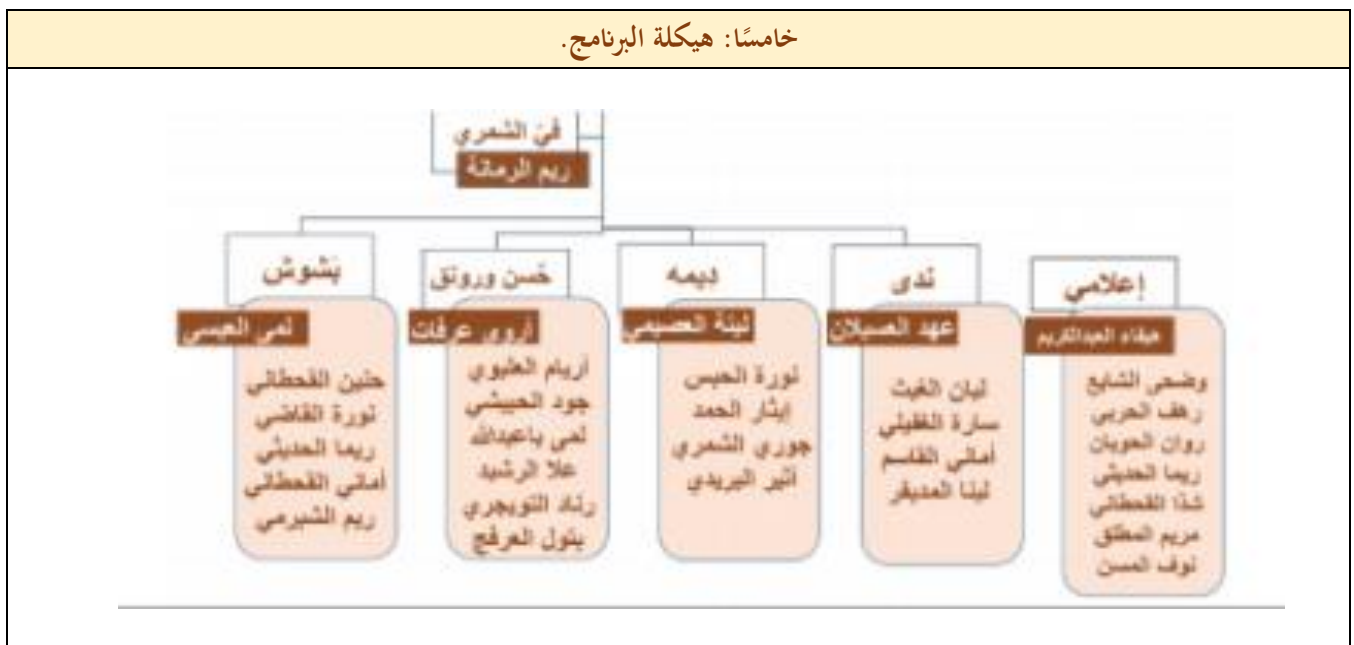 خامسًا: هيكلة البرنامج.
في الشمري
ريم الرمانة
إعلامي
هيفاء العبدالكريم
وضحى الشايع
رهف الحربي
روان الحويان
ريما الحديثي
شذا القحطاني
مريم المطلق
نوف المسن
ندى
عهد العسيلان
ليان الغيث
سارة الغفيلي
أماني القاسم
لينا المديفر
ديمه
لينة العصيمي
نورة الحبس
إيثار الحمد
جوري الشمري
أثير البريدي
حسن ورونق
أروى عرفات
أريام العليوي
جود الحبيشي
لمى باعبدالله
علا الرشيد
رناد التويجري
بتول العرفج
بشوش
لمى العيسى
حنين القحطاني
نورة القاضي
ريما الحديثي
أماني القحطاني
ريم الشبرمي